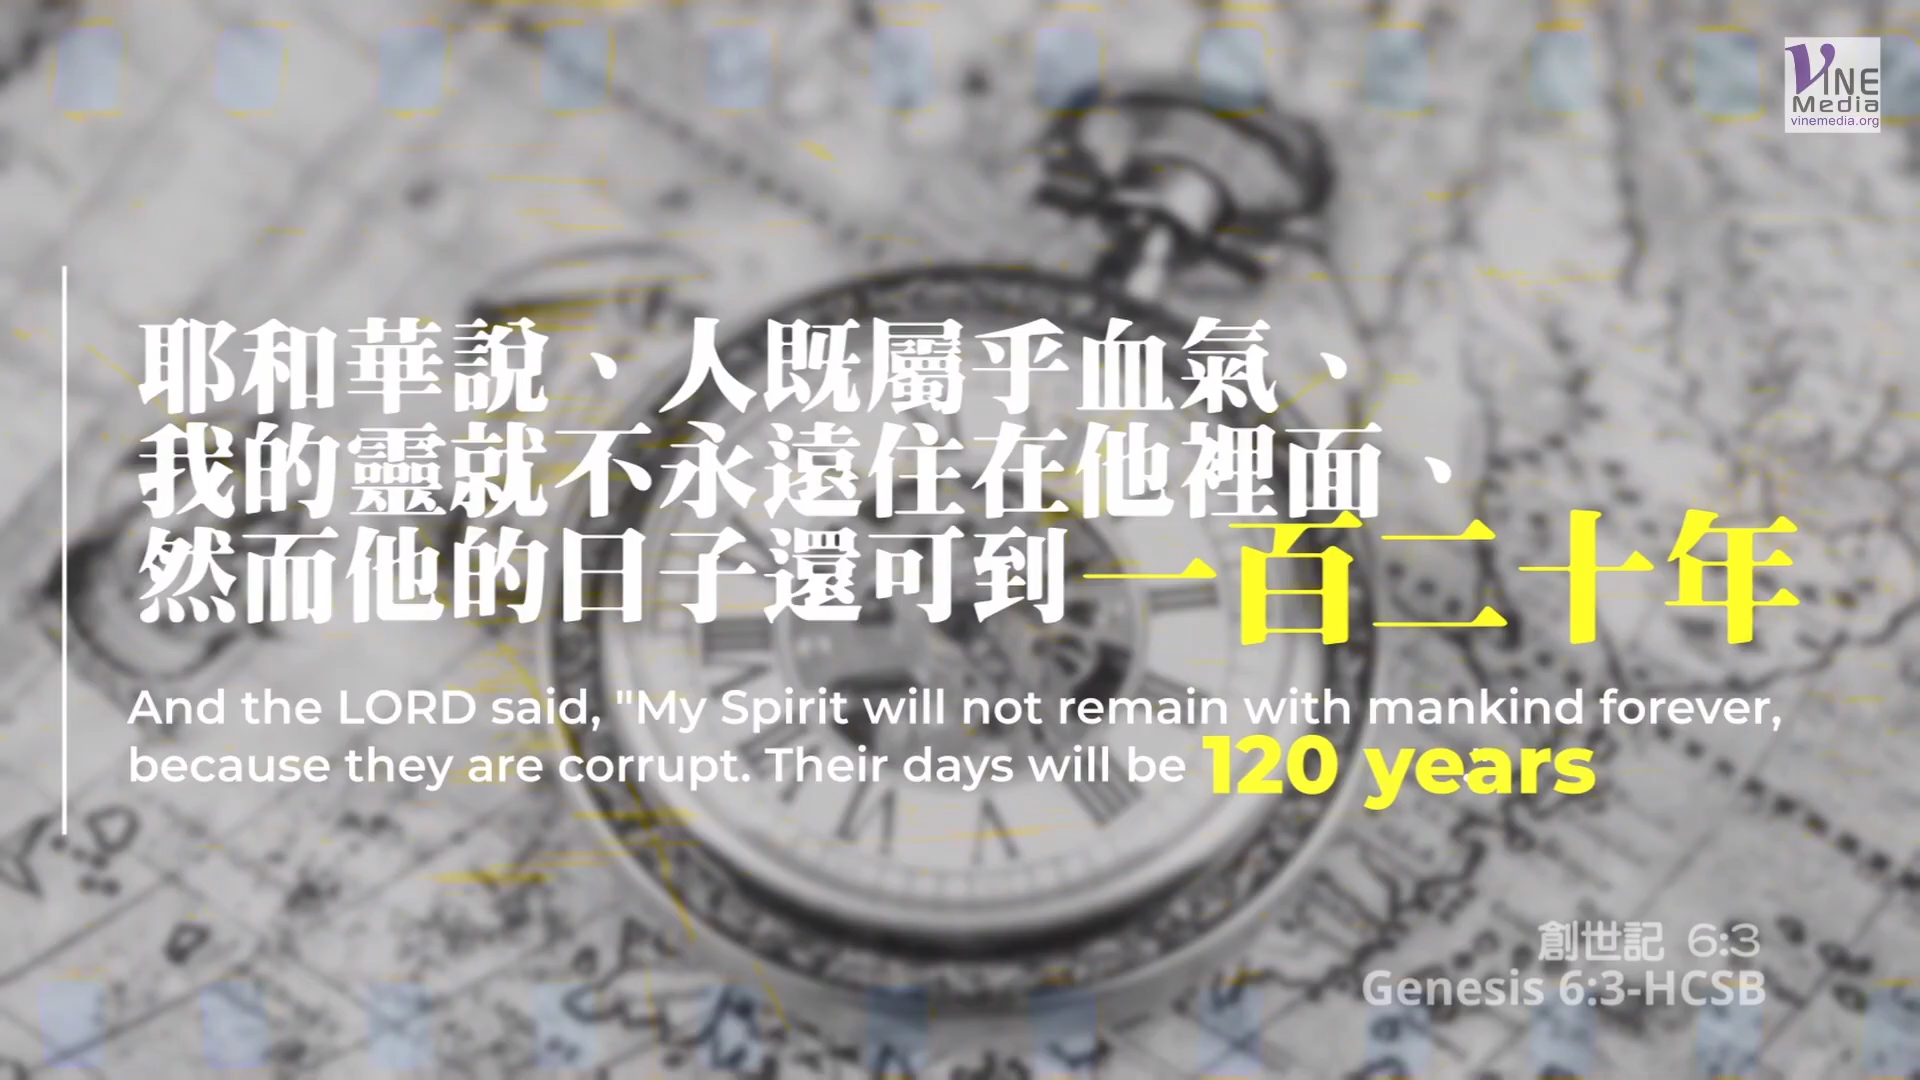 VINE
Media
vinemedia.org
耶和華說、人既屬乎血氣、
我的靈就不永遠住在他裡面、
然而他的日子還可到一百二十年
And the LORD said, "My Spirit will not remain with mankind forever,
because they are corrupt. Their days will be 120 years
創世記 6:3
Genesis 6:3-HCSB